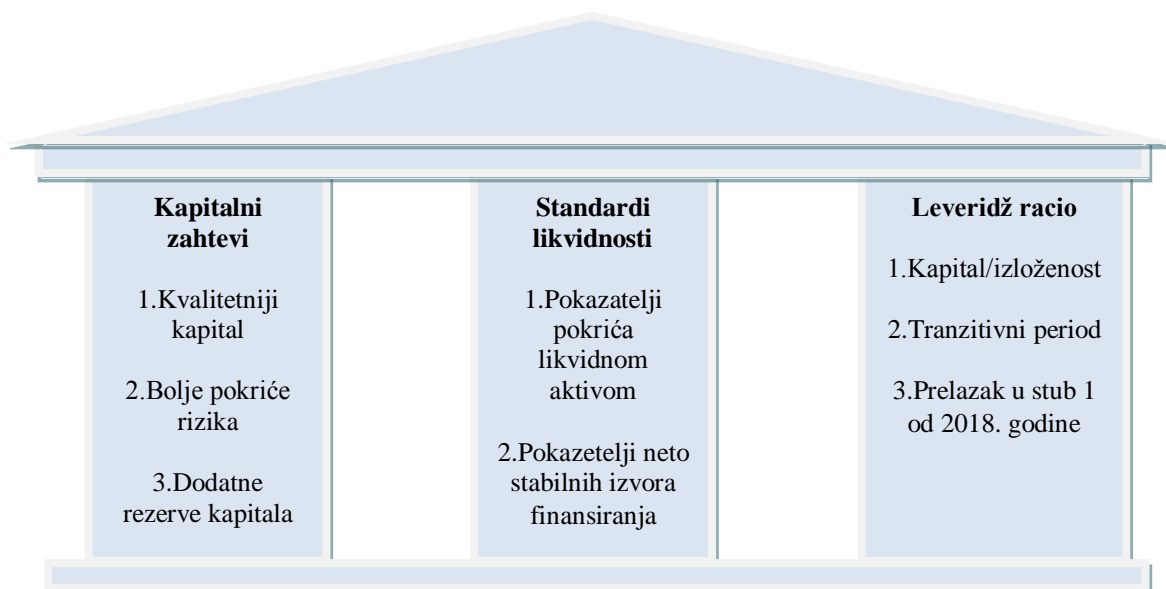 Kapitalni
zahtevi
1.Kvalitetniji
kapital
2.Bolje pokriće
rizika
3.Dodatne
rezerve kapitala
Standardi
likvidnosti
1.Pokazatelji
pokrića
likvidnom
aktivom
2.Pokazetelji neto
stabilnih izvora
finansiranja
Leveridž racio
1.Kapital/izloženost
2.Tranzitivni period
3.Prelazak u stub 1
od 2018. godine